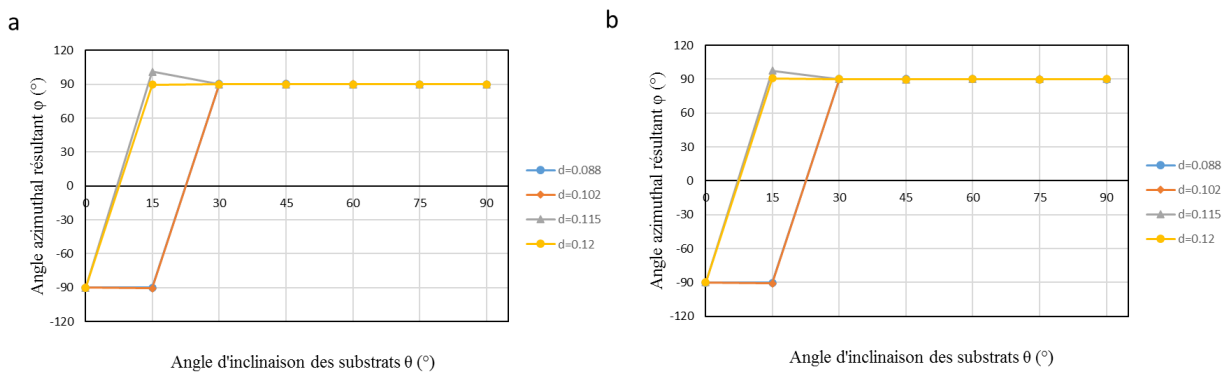 a
Angle azimuthal résultant φ (°)
120
90
60
30
0
-30
-60
-90
-120
0 15 30 45 60 75 90
Angle d'inclinaison des substrats θ (°)
d=0.088
d=0.102
d=0.115
d=0.12
b
Angle azimuthal résultant φ (°)
120
90
60
30
0
-30
-60
-90
-120
0 15 30 45 60 75 90
Angle d'inclinaison des substrats θ (°)
d=0.088
d=0.102
d=0.115
d=0.12